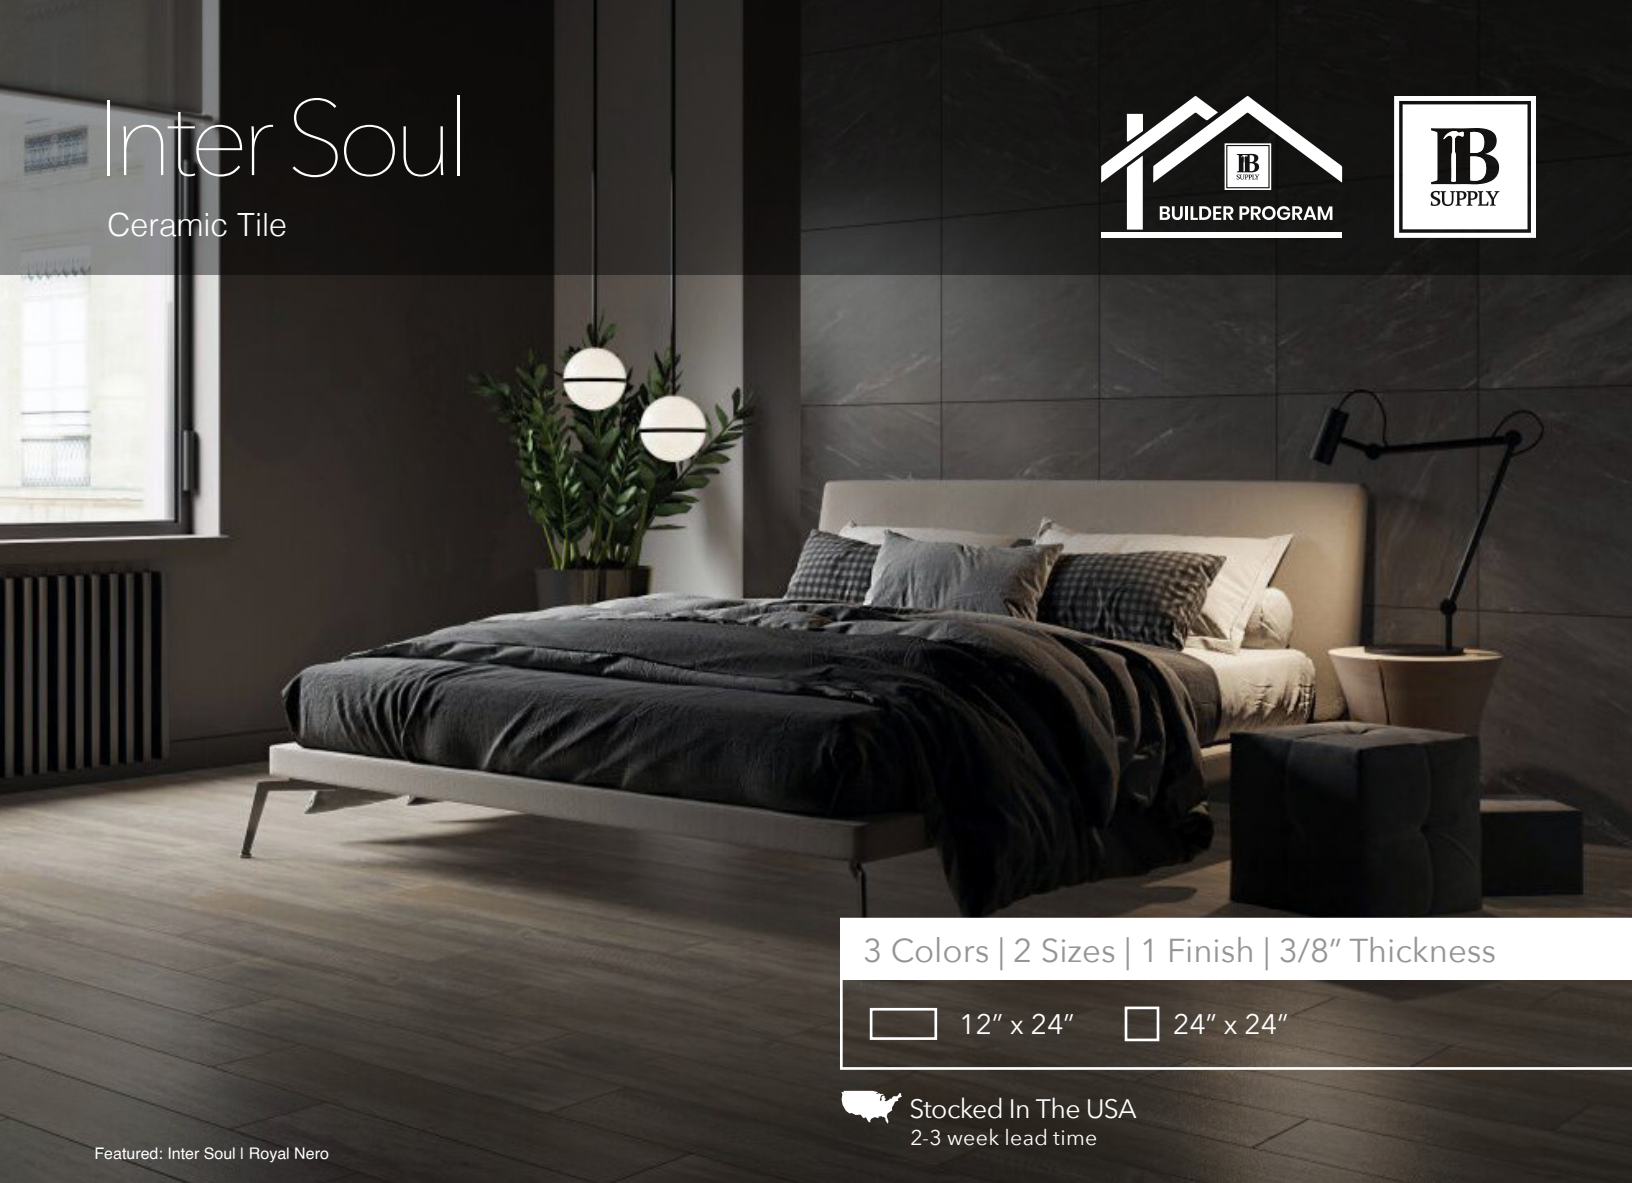 Inter Soul
Ceramic Tile
IB
SUPPLY
BUILDER PROGRAM
IB
SUPPLY
3 Colors | 2 Sizes | 1 Finish | 3/8” Thickness
12” x 24”
24” x 24”
Stocked In The USA
2-3 week lead time
Featured: Inter Soul | Royal Nero